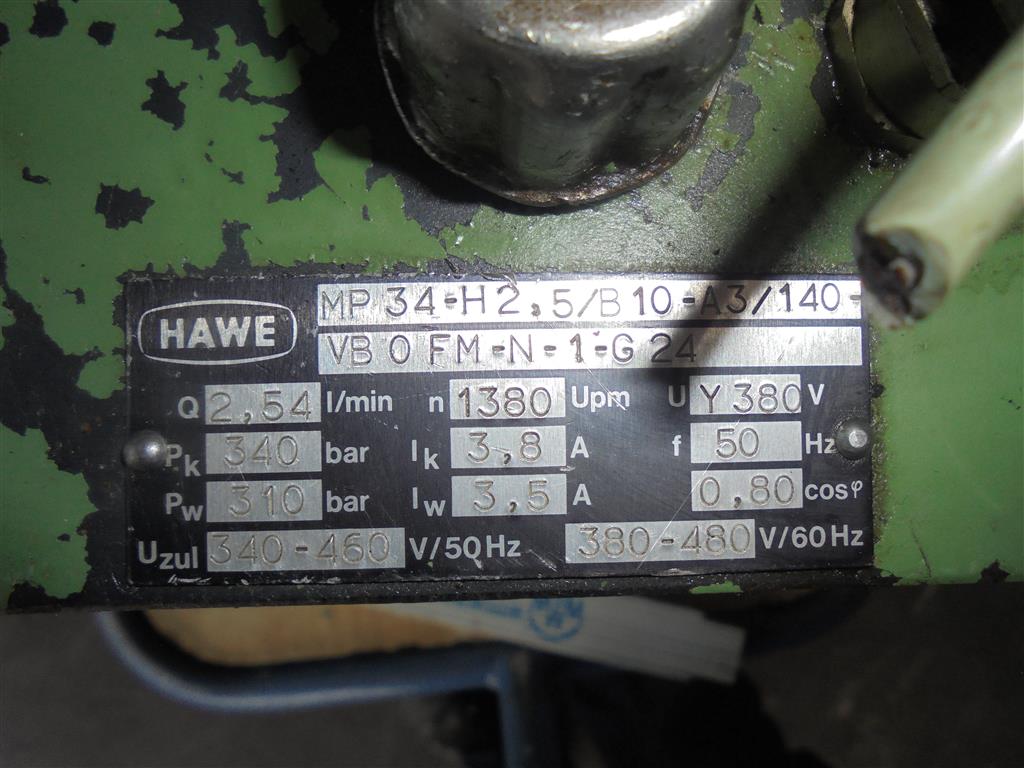 HAWE
MP 34-H2,5/B10-A3/140-
VB 0 FM-N-1-G 24
Q 2,54 l/min n 1380 Upm U Y 380 V
Pk 340 bar Ik 3,8 A f 50 Hz
Pw 310 bar Iw 3,5 A 0,80 cosφ
Uzul 340-460 V/50Hz 380-480 V/60Hz